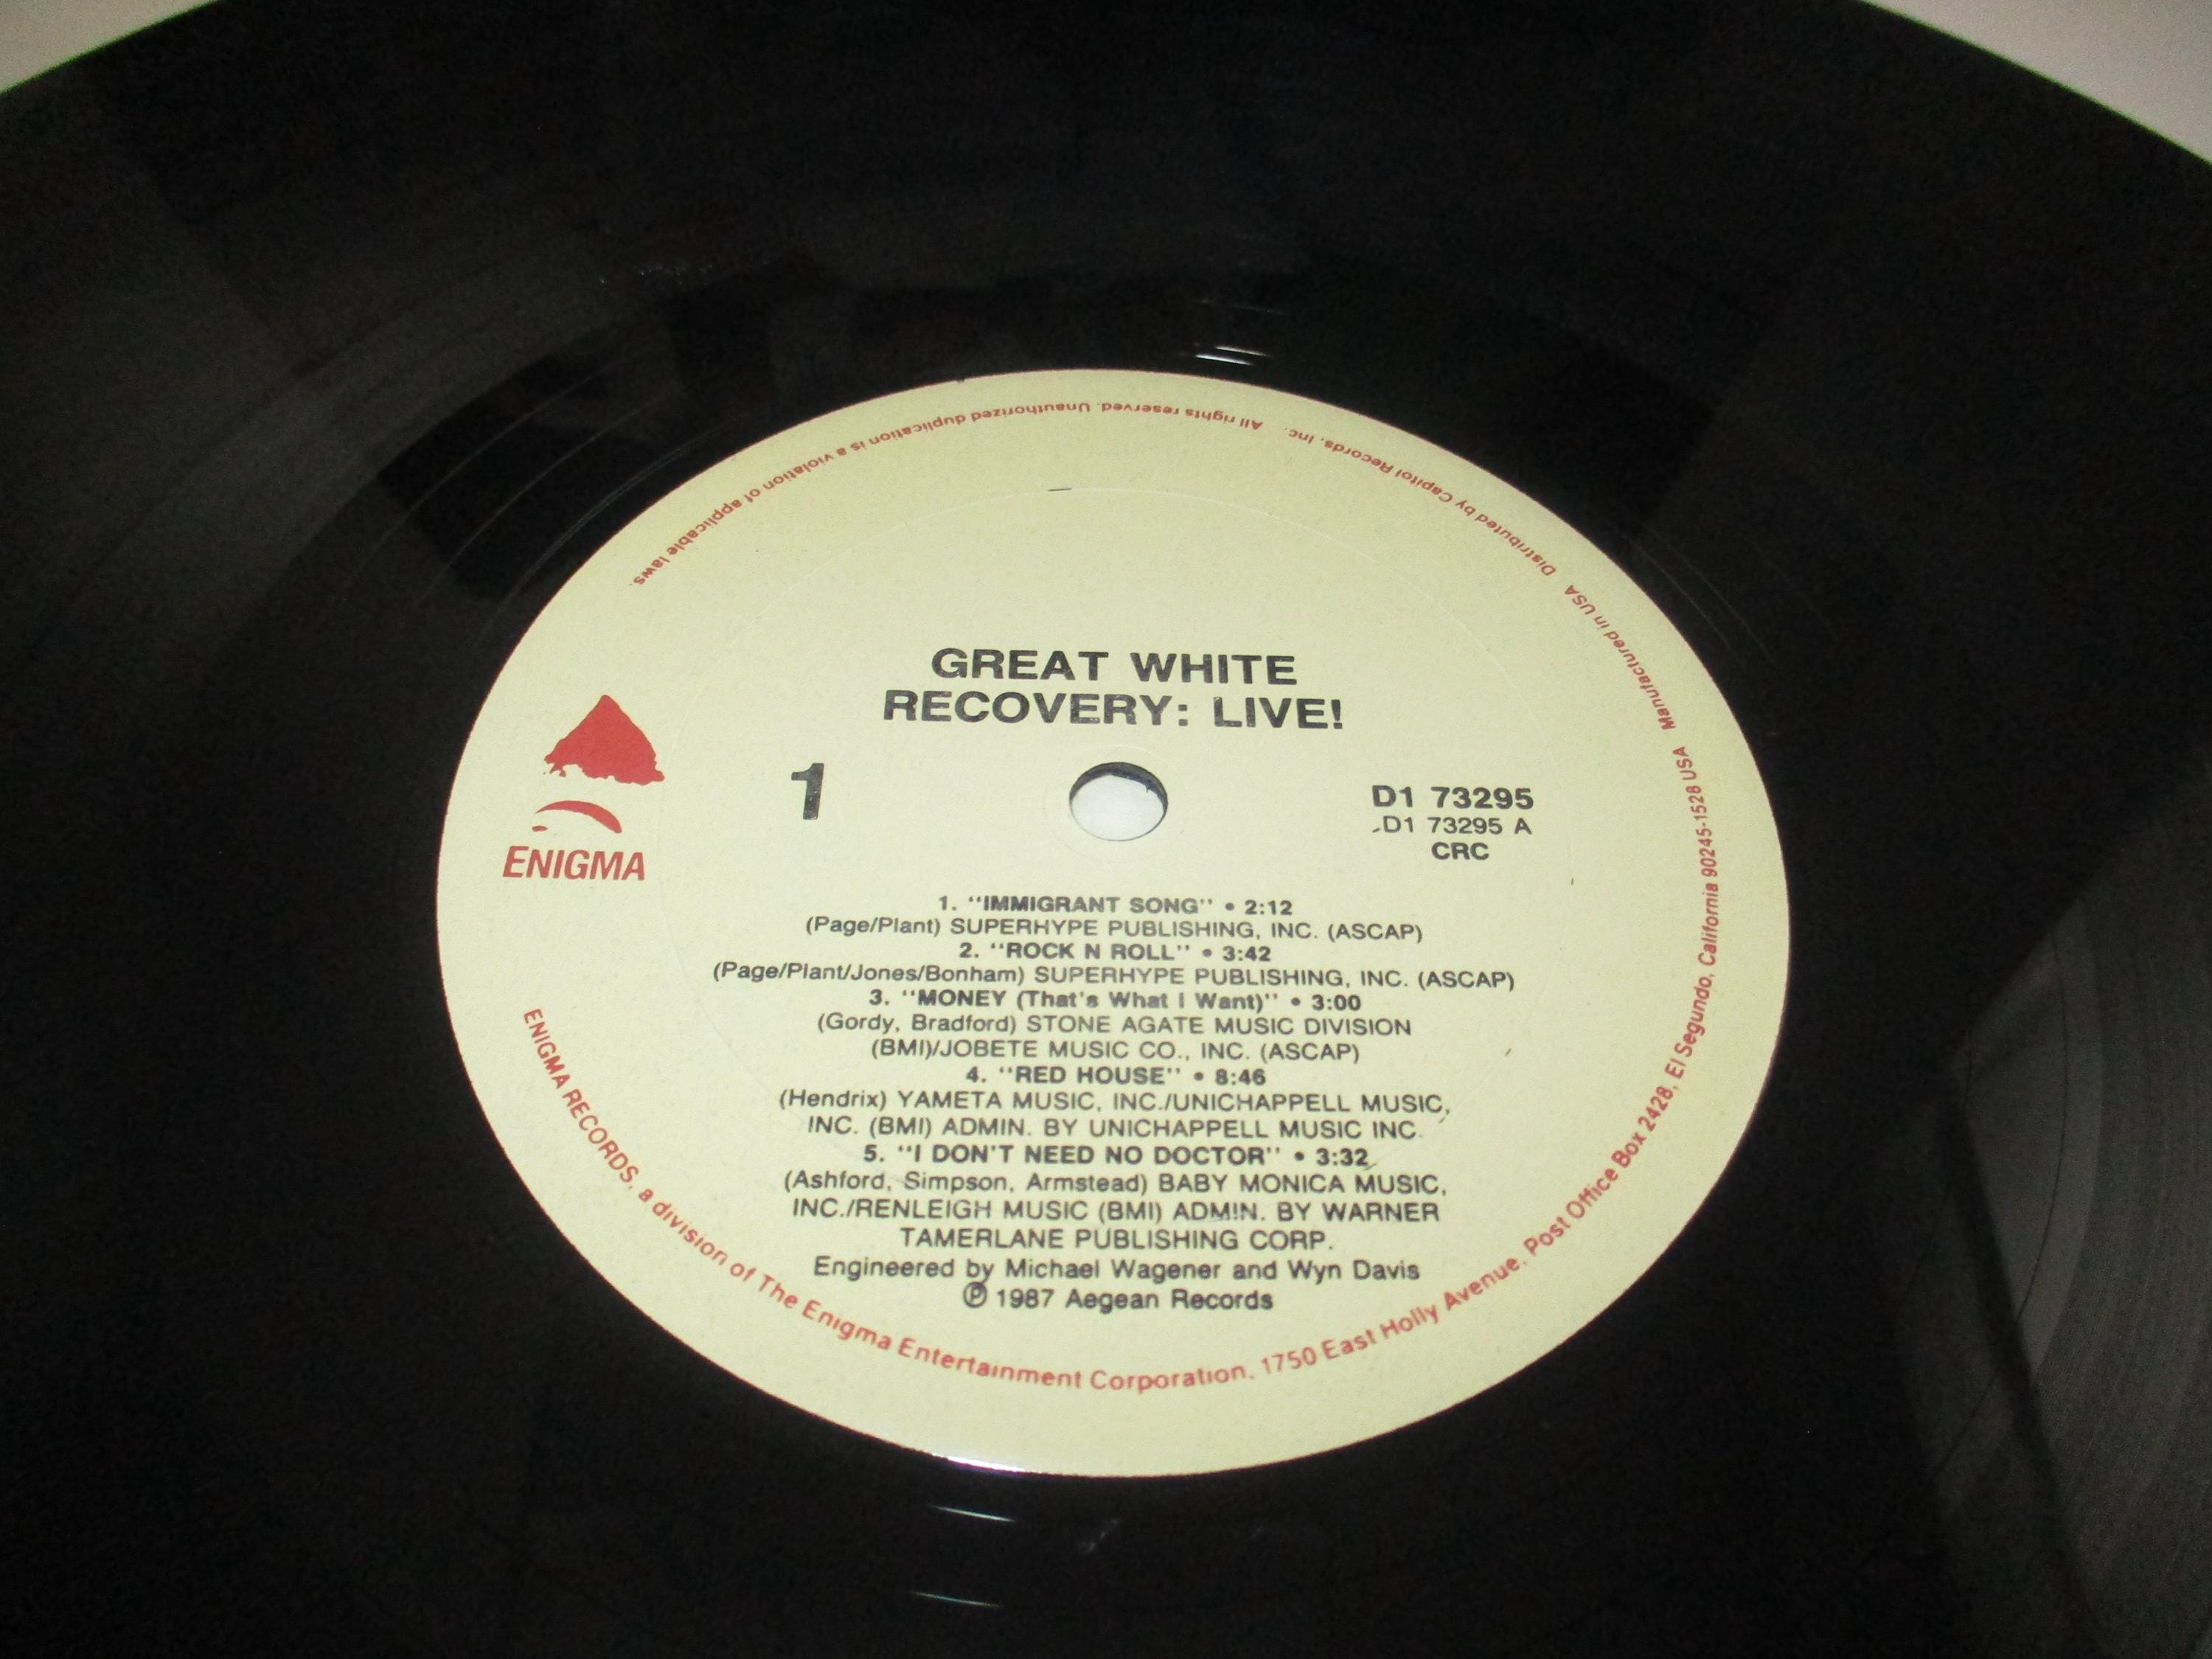 GREAT WHITE
RECOVERY: LIVE!
1
D1 73295
D1 73295 A
CRC
ENIGMA
1. "IMMIGRANT SONG" • 2:12
(Page/Plant) SUPERHYPE PUBLISHING, INC. (ASCAP)
2. "ROCK N ROLL" • 3:42
(Page/Plant/Jones/Bonham) SUPERHYPE PUBLISHING, INC. (ASCAP)
3. "MONEY (That's What I Want)" • 3:00
(Gordy, Bradford) STONE AGATE MUSIC DIVISION
(BMI)/JOBETE MUSIC CO., INC. (ASCAP)
4. "RED HOUSE" • 8:46
(Hendrix) YAMETA MUSIC, INC./UNICHAPPELL MUSIC,
INC. (BMI) ADMIN. BY UNICHAPPELL MUSIC INC.
5. "I DON'T NEED NO DOCTOR" • 3:32
(Ashford, Simpson, Armstead) BABY MONICA MUSIC,
INC./RENLEIGH MUSIC (BMI) ADMIN. BY WARNER
TAMERLANE PUBLISHING CORP.
Engineered by Michael Wagener and Wyn Davis
℗ 1987 Aegean Records
ENIGMA RECORDS, a division of The Enigma Entertainment Corporation, 1750 East Holly Avenue, Post Office Box 2428, El Segundo, California 90245-1528 USA Manufactured in USA Distributed by Capitol Records, Inc. All rights reserved. Unauthorized duplication is a violation of applicable laws.